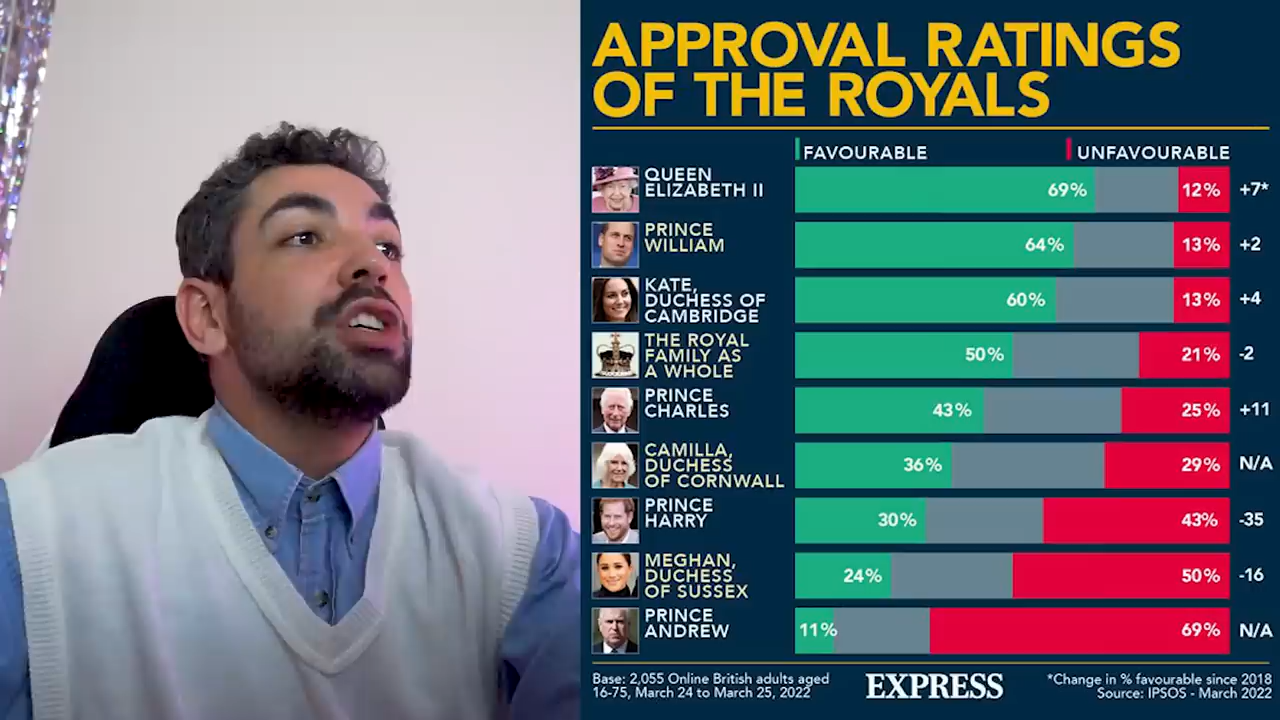 APPROVAL RATINGS
OF THE ROYALS
FAVOURABLE
UNFAVOURABLE
QUEEN
ELIZABETH II
69%
12%
+7*
PRINCE
WILLIAM
64%
13%
+2
KATE,
DUCHESS OF
CAMBRIDGE
60%
13%
+4
THE ROYAL
FAMILY AS
A WHOLE
50%
21%
-2
PRINCE
CHARLES
43%
25%
+11
CAMILLA,
DUCHESS
OF CORNWALL
36%
29%
N/A
PRINCE
HARRY
30%
43%
-35
MEGHAN,
DUCHESS
OF SUSSEX
24%
50%
-16
PRINCE
ANDREW
11%
69%
N/A
Base: 2,055 Online British adults aged
16-75, March 24 to March 25, 2022
EXPRESS
*Change in % favourable since 2018
Source: IPSOS - March 2022